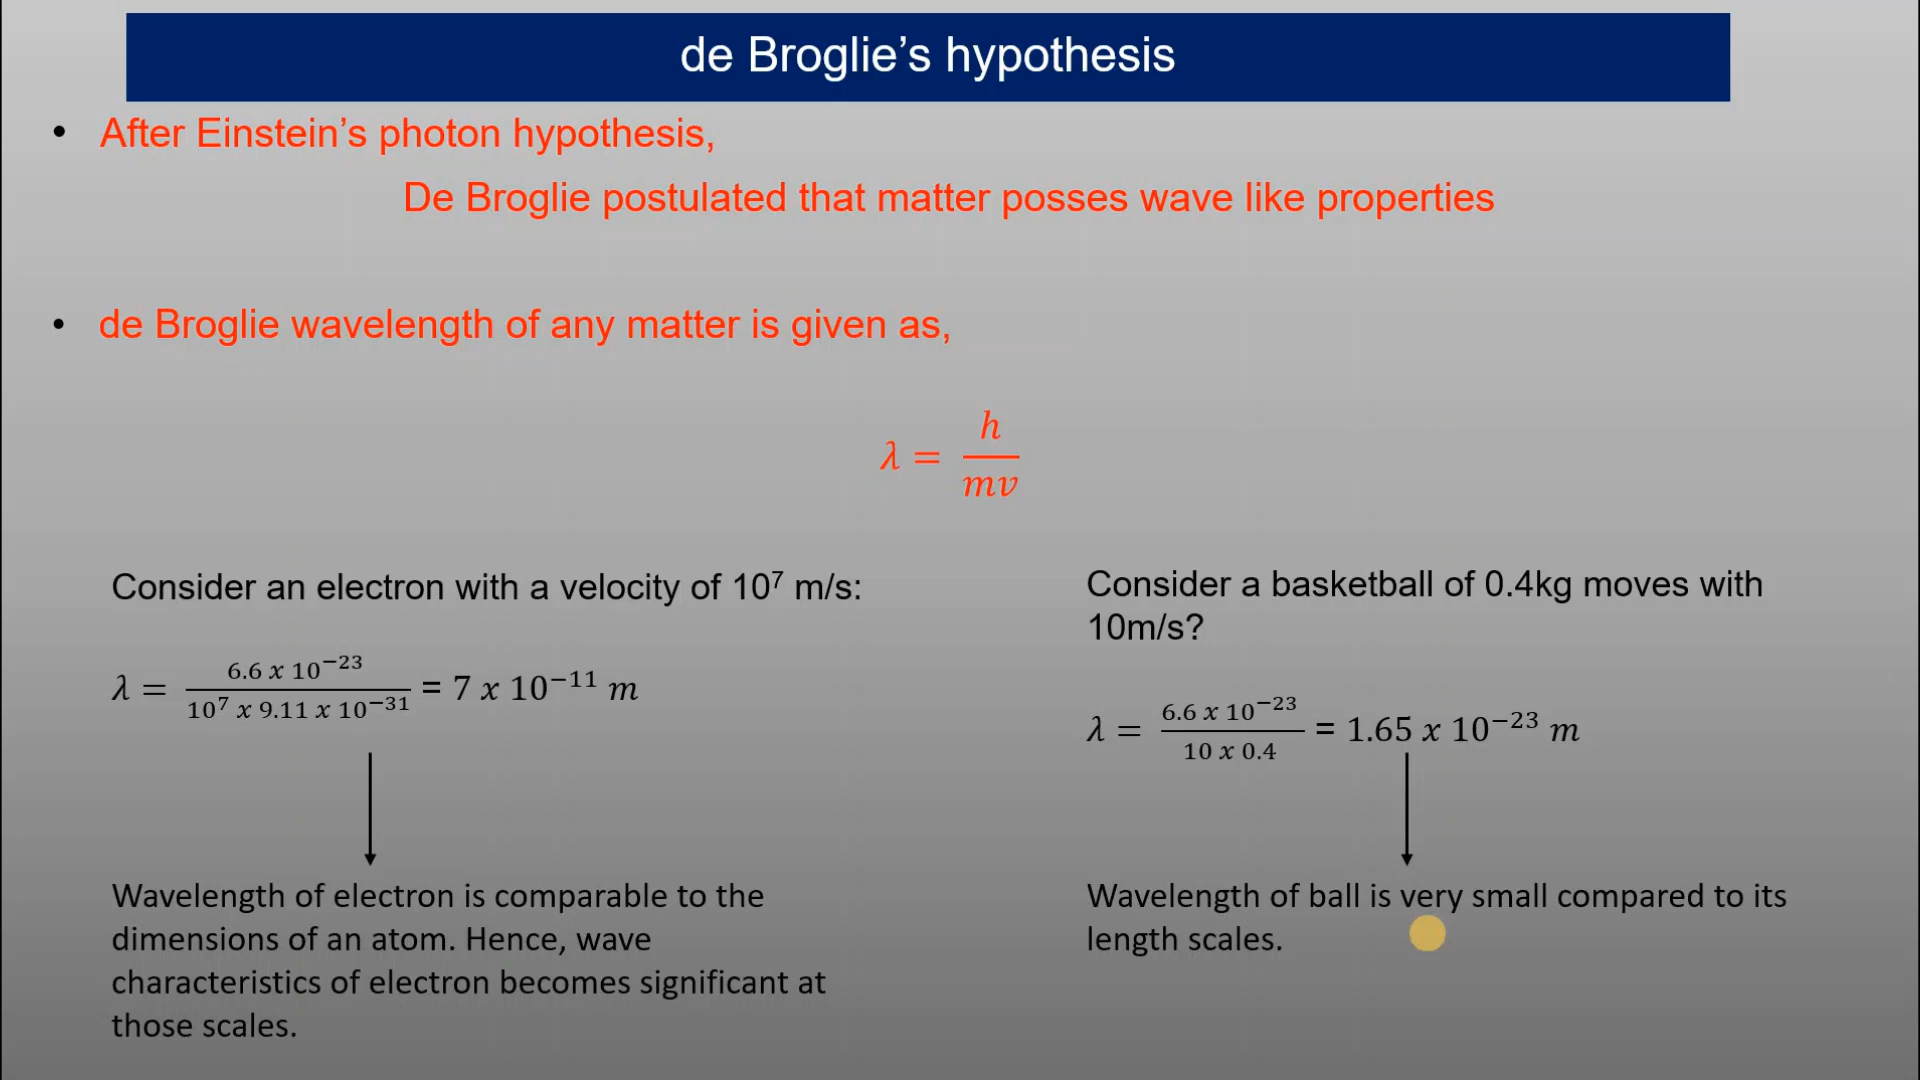 de Broglie’s hypothesis
• After Einstein’s photon hypothesis,
De Broglie postulated that matter posses wave like properties
• de Broglie wavelength of any matter is given as,
λ = h / mv
Consider an electron with a velocity of 10⁷ m/s:
λ = 6.6 x 10⁻²³ / 10⁷ x 9.11 x 10⁻³¹ = 7 x 10⁻¹¹ m
Wavelength of electron is comparable to the
dimensions of an atom. Hence, wave
characteristics of electron becomes significant at
those scales.
Consider a basketball of 0.4kg moves with
10m/s?
λ = 6.6 x 10⁻²³ / 10 x 0.4 = 1.65 x 10⁻²³ m
Wavelength of ball is very small compared to its
length scales.